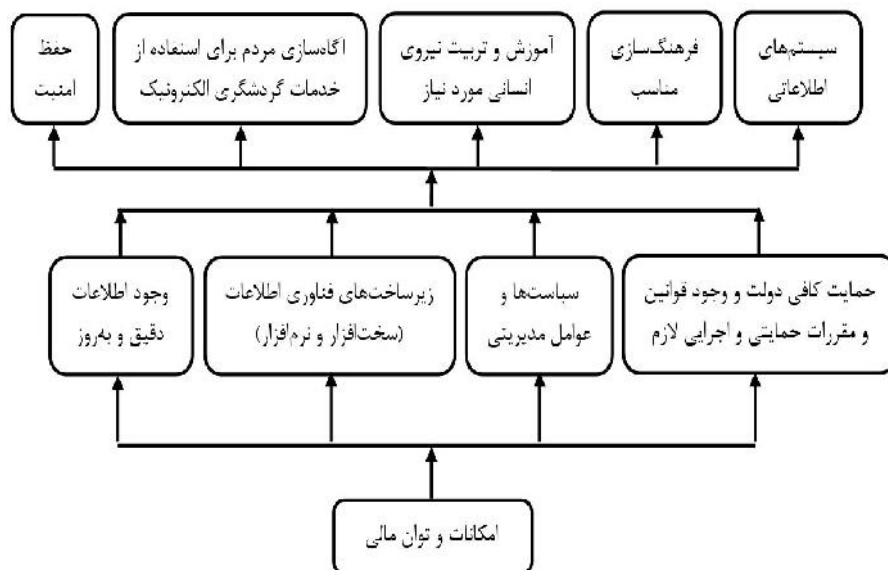 سیستم‌های
اطلاعاتی
فرهنگ‌سازی
مناسب
آموزش و تربیت نیروی
انسانی مورد نیاز
آگاه‌سازی مردم برای استفاده از
خدمات گردشگری الکترونیک
حفظ
امنیت
حمایت کافی دولت و وجود قوانین
و مقررات حمایتی و اجرایی لازم
سیاست‌ها و
عوامل مدیریتی
زیرساخت‌های فناوری اطلاعات
(سخت‌افزار و نرم‌افزار)
وجود اطلاعات
دقیق و به‌روز
امکانات و توان مالی